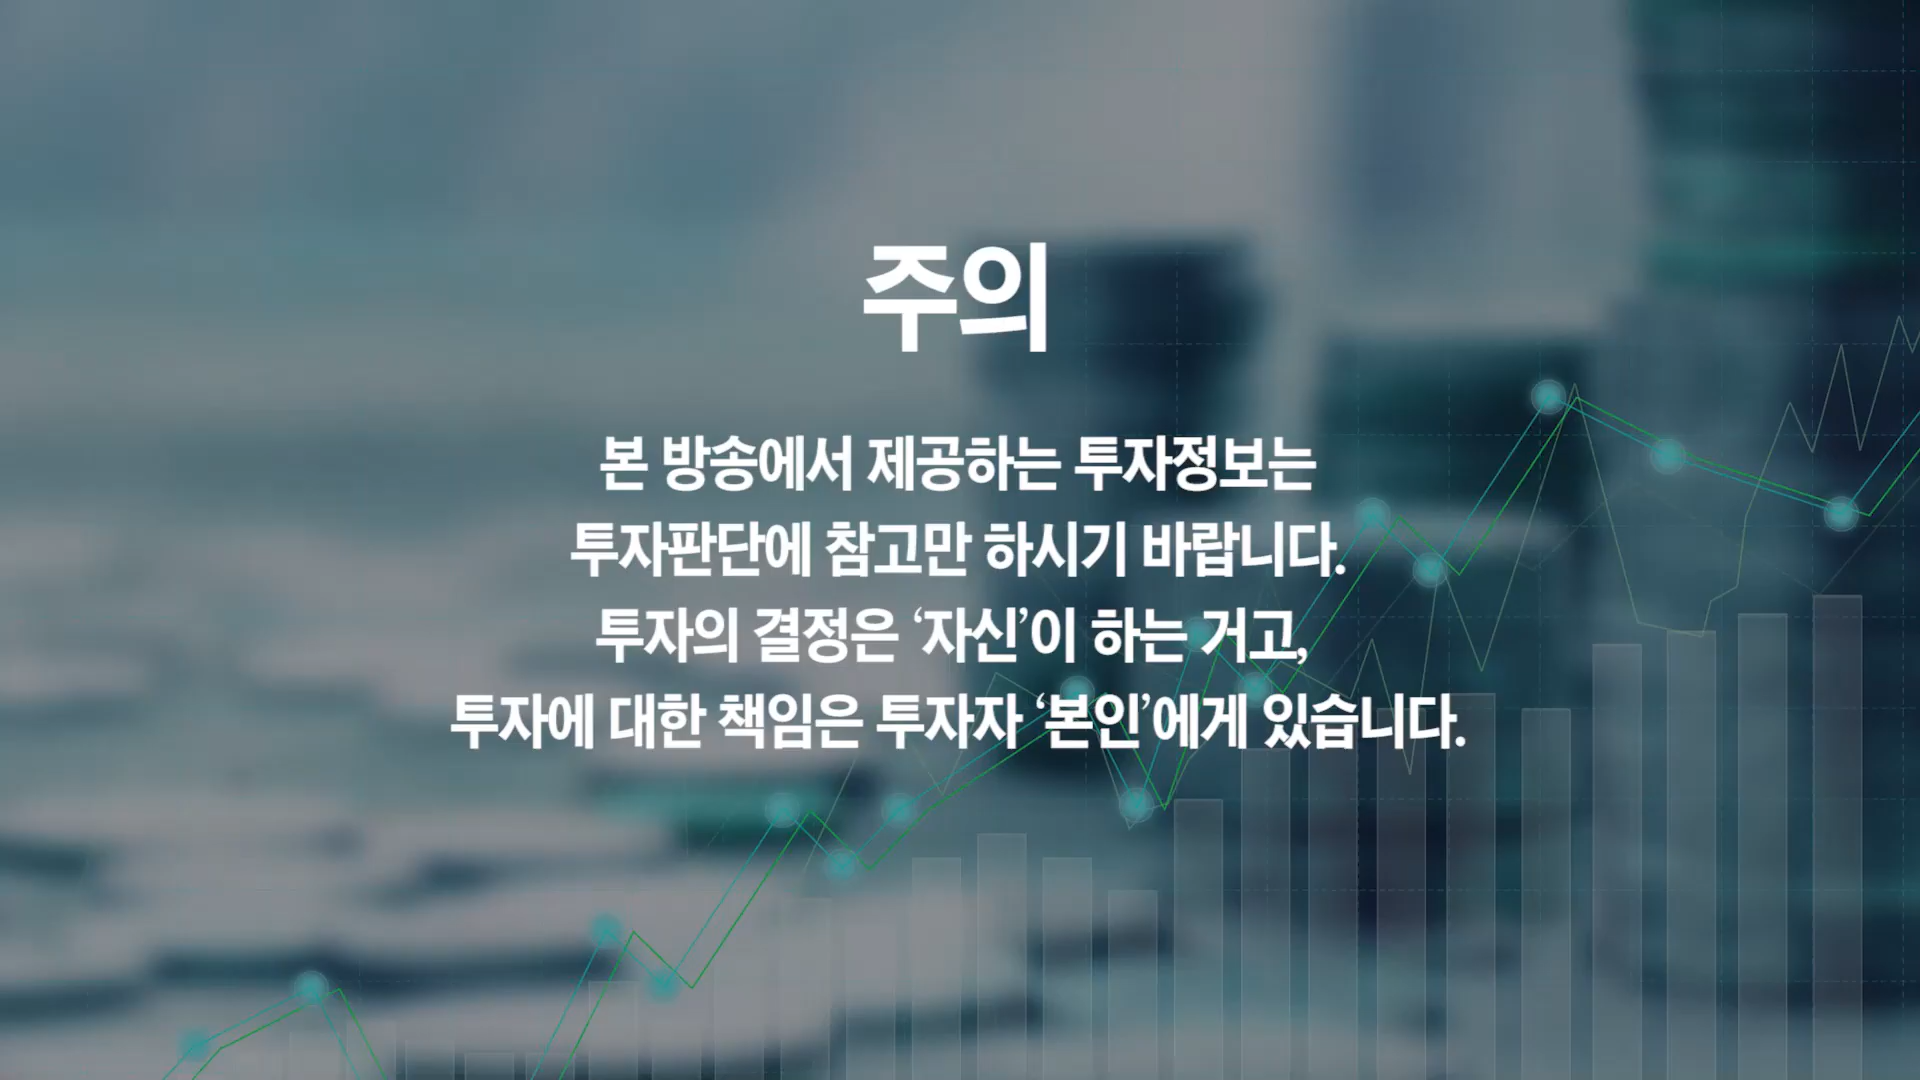 주의
본 방송에서 제공하는 투자정보는
투자판단에 참고만 하시기 바랍니다.
투자의 결정은 ‘자신’이 하는 거고,
투자에 대한 책임은 투자자 ‘본인’에게 있습니다.